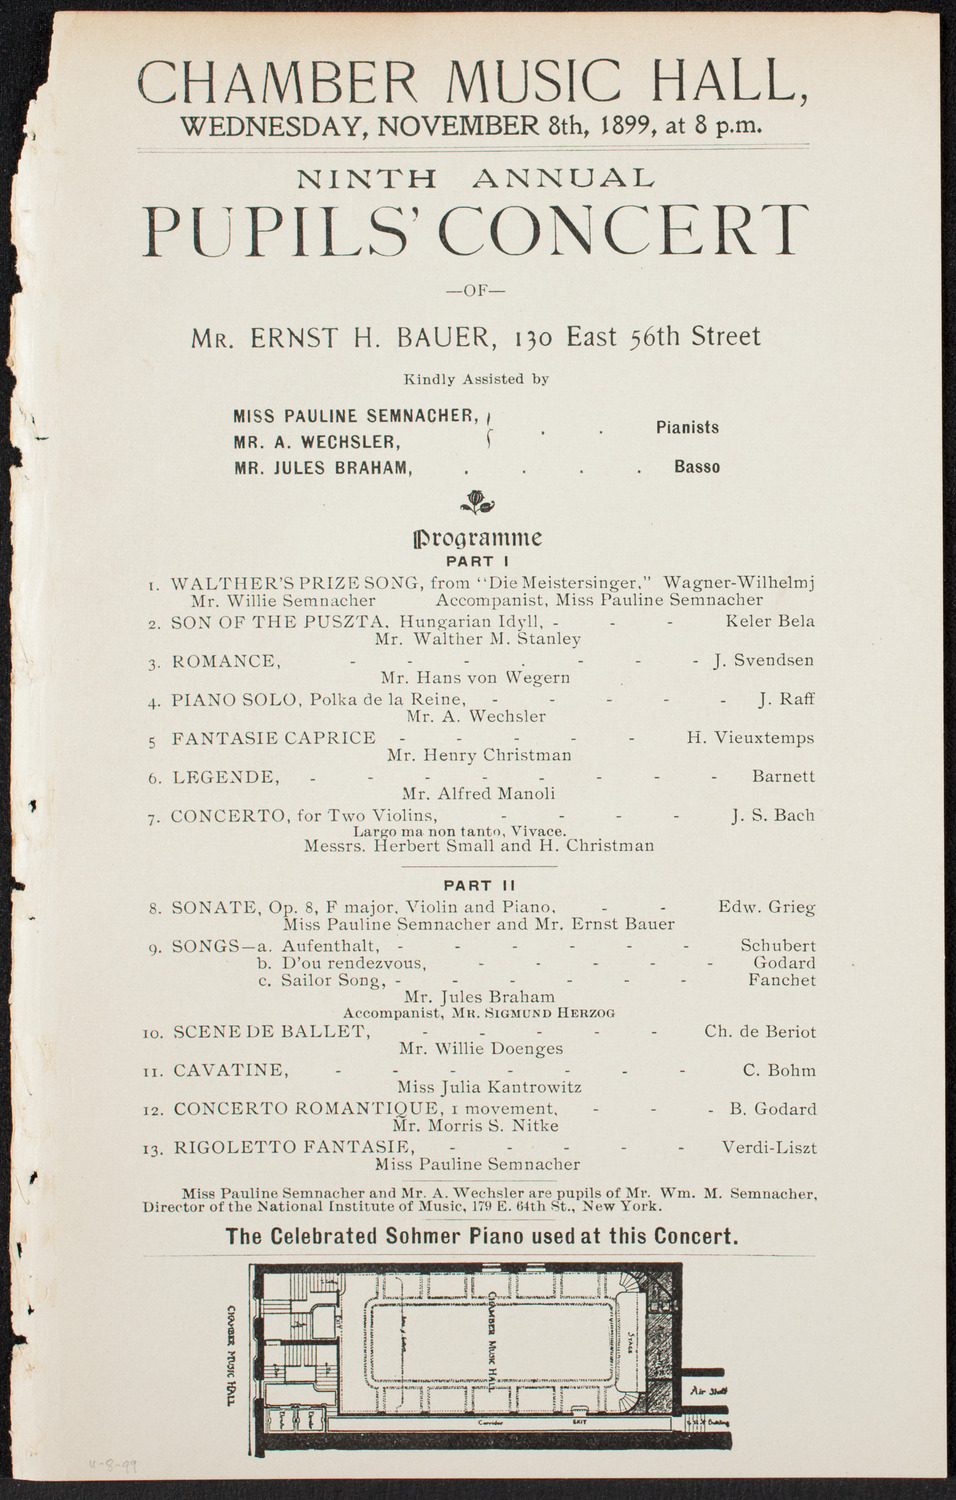 CHAMBER MUSIC HALL,
WEDNESDAY, NOVEMBER 8th, 1899, at 8 p.m.
NINTH ANNUAL
PUPILS' CONCERT
—OF—
MR. ERNST H. BAUER, 130 East 56th Street
Kindly Assisted by
MISS PAULINE SEMNACHER,
MR. A. WECHSLER, . . Pianists
MR. JULES BRAHAM, . . . . Basso
Programme
PART I
1. WALTHER'S PRIZE SONG, from "Die Meistersinger," Wagner-Wilhelmj
Mr. Willie Semnacher Accompanist, Miss Pauline Semnacher
2. SON OF THE PUSZTA, Hungarian Idyll, - - - Keler Bela
Mr. Walther M. Stanley
3. ROMANCE, - - - . - - - J. Svendsen
Mr. Hans von Wegern
4. PIANO SOLO, Polka de la Reine, - - - - - J. Raff
Mr. A. Wechsler
5 FANTASIE CAPRICE - - - - - H. Vieuxtemps
Mr. Henry Christman
6. LEGENDE, - - - - - - - - Barnett
Mr. Alfred Manoli
7. CONCERTO, for Two Violins, - - - - J. S. Bach
Largo ma non tanto, Vivace.
Messrs. Herbert Small and H. Christman
PART II
8. SONATE, Op. 8, F major, Violin and Piano, - - Edw. Grieg
Miss Pauline Semnacher and Mr. Ernst Bauer
9. SONGS—a. Aufenthalt, - - - - - - Schubert
b. D'ou rendezvous, - - - - - Godard
c. Sailor Song, - - - - - - Fanchet
Mr. Jules Braham
Accompanist, MR. SIGMUND HERZOG
10. SCENE DE BALLET, - - - - - Ch. de Beriot
Mr. Willie Doenges
11. CAVATINE, - - - - - - - C. Bohm
Miss Julia Kantrowitz
12. CONCERTO ROMANTIQUE, 1 movement, - - - B. Godard
Mr. Morris S. Nitke
13. RIGOLETTO FANTASIE, - - - - - Verdi-Liszt
Miss Pauline Semnacher
Miss Pauline Semnacher and Mr. A. Wechsler are pupils of Mr. Wm. M. Semnacher,
Director of the National Institute of Music, 179 E. 64th St., New York.
The Celebrated Sohmer Piano used at this Concert.
CHAMBER MUSIC HALL
CHAMBER MUSIC HALL
STAGE
Air Shaft
Corridor
EXIT
Building
11-8-99